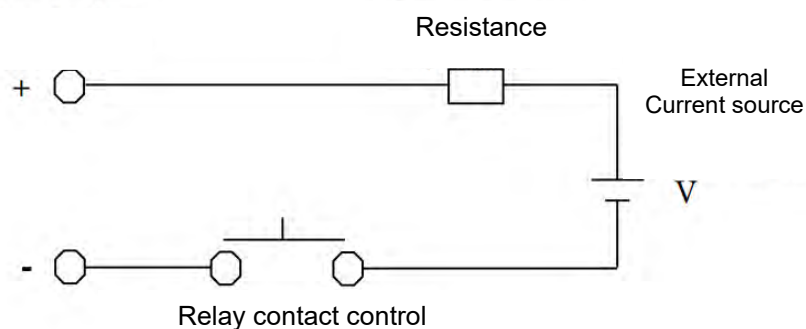 Resistance
+
External
Current source
V
-
Relay contact control